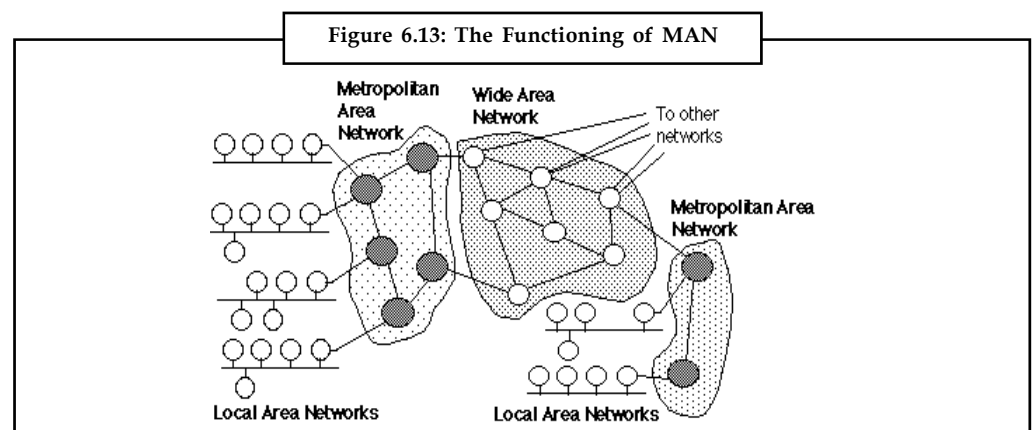 Figure 6.13: The Functioning of MAN
Metropolitan
Area
Network
Wide Area
Network
To other
networks
Metropolitan Area
Network
Local Area Networks
Local Area Networks